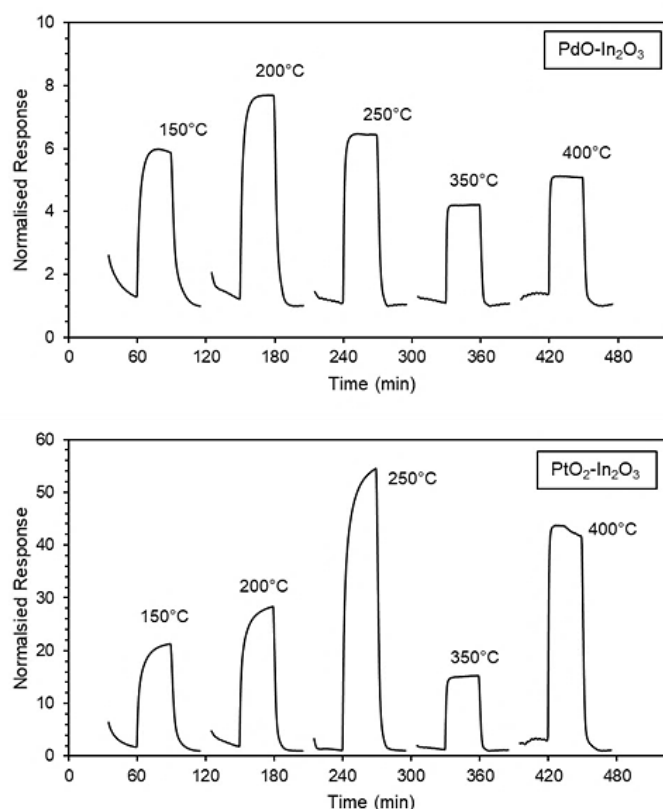 10
8
6
4
2
0
Normalised Response
PdO-In₂O₃
150°C
200°C
250°C
350°C
400°C
0 60 120 180 240 300 360 420 480
Time (min)
60
50
40
30
20
10
0
Normalsied Response
PtO₂-In₂O₃
150°C
200°C
250°C
350°C
400°C
0 60 120 180 240 300 360 420 480
Time (min)